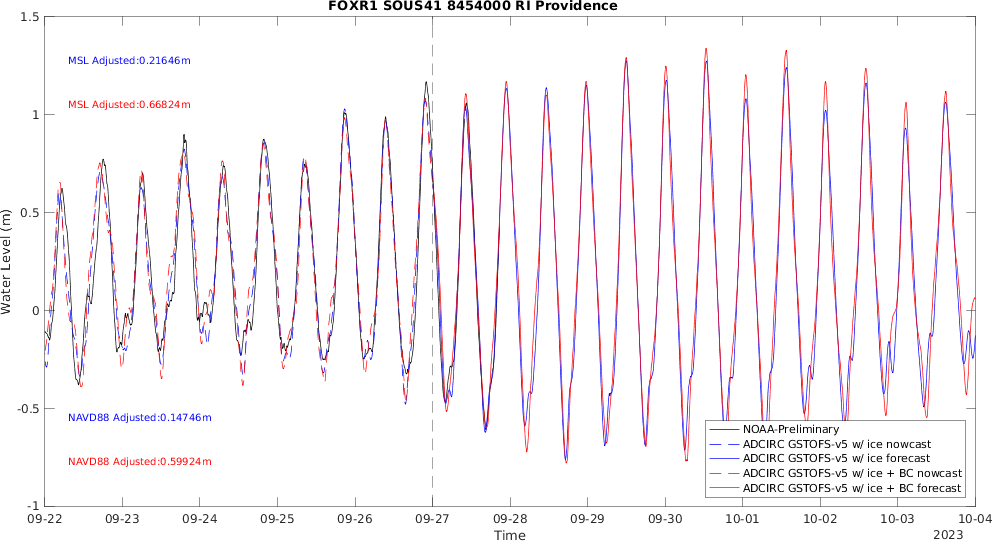 FOXR1 SOUS41 8454000 RI Providence
1.5
MSL Adjusted:0.21646m
MSL Adjusted:0.66824m
1
0.5
Water Level (m)
0
-0.5
NAVD88 Adjusted:0.14746m
NAVD88 Adjusted:0.59924m
NOAA-Preliminary
ADCIRC GSTOFS-v5 w/ ice nowcast
ADCIRC GSTOFS-v5 w/ ice forecast
ADCIRC GSTOFS-v5 w/ ice + BC nowcast
ADCIRC GSTOFS-v5 w/ ice + BC forecast
-1
09-22 09-23 09-24 09-25 09-26 09-27 09-28 09-29 09-30 10-01 10-02 10-03 10-04
Time
2023